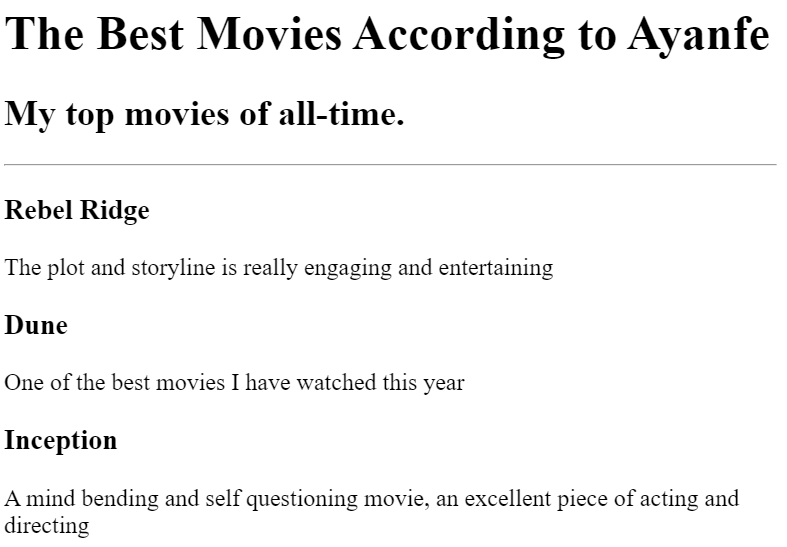 The Best Movies According to Ayanfe
My top movies of all-time.
Rebel Ridge
The plot and storyline is really engaging and entertaining
Dune
One of the best movies I have watched this year
Inception
A mind bending and self questioning movie, an excellent piece of acting and
directing